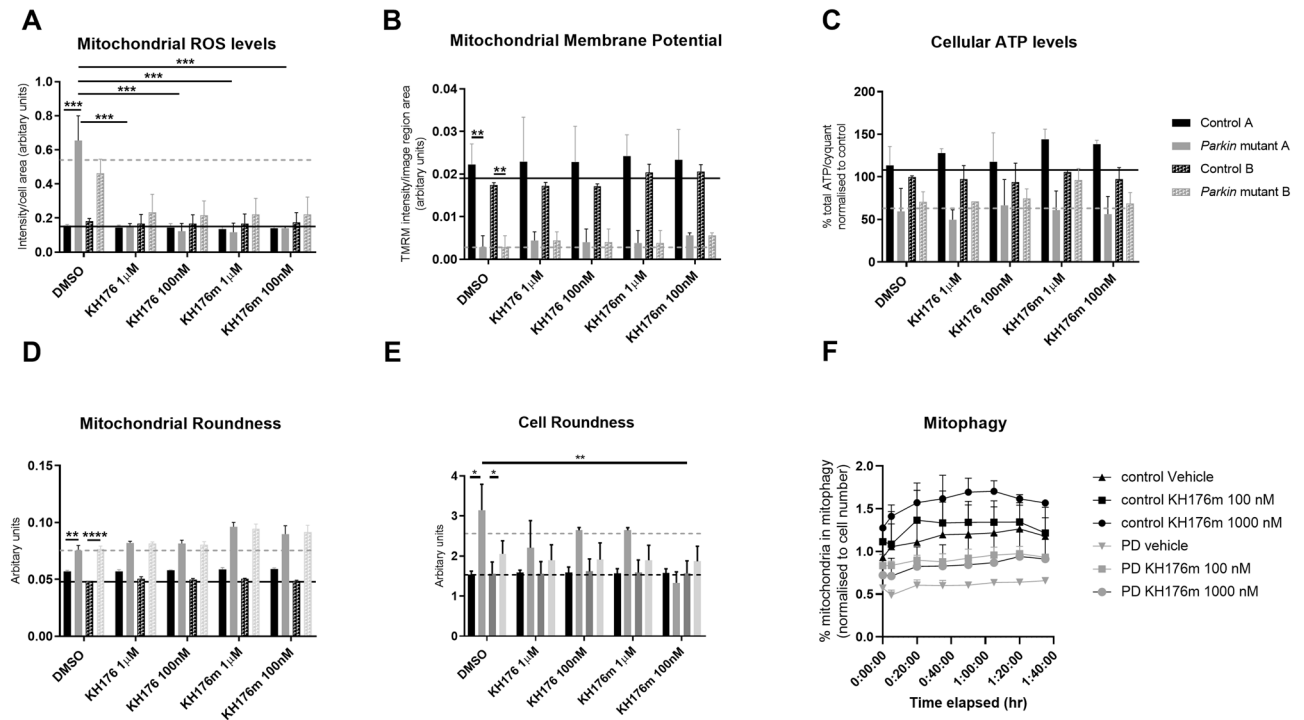 A
Mitochondrial ROS levels
Intensity/cell area (arbitary units)
1.0
0.8
0.6
0.4
0.2
0.0
***
***
***
***
***
DMSO
KH176 1μM
KH176 100nM
KH176m 1μM
KH176m 100nM
B
Mitochondrial Membrane Potential
TMRM intensity/image region area
(arbitary units)
0.04
0.03
0.02
0.01
0.00
**
**
DMSO
KH176 1μM
KH176 100nM
KH176m 1μM
KH176m 100nM
C
Cellular ATP levels
% total ATP/cyquant
normalised to control
200
150
100
50
0
DMSO
KH176 1μM
KH176 100nM
KH176m 1μM
KH176m 100nM
Control A
Parkin mutant A
Control B
Parkin mutant B
D
Mitochondrial Roundness
Arbitary units
0.15
0.10
0.05
0.00
**
****
DMSO
KH176 1μM
KH176 100nM
KH176m 1μM
KH176m 100nM
E
Cell Roundness
Arbitary units
4
3
2
1
0
*
*
**
DMSO
KH176 1μM
KH176 100nM
KH176m 1μM
KH176m 100nM
F
Mitophagy
% mitochondria in mitophagy
(normalised to cell number)
2.0
1.5
1.0
0.5
0.0
0:00:00
0:20:00
0:40:00
1:00:00
1:20:00
1:40:00
Time elapsed (hr)
control Vehicle
control KH176m 100 nM
control KH176m 1000 nM
PD vehicle
PD KH176m 100 nM
PD KH176m 1000 nM